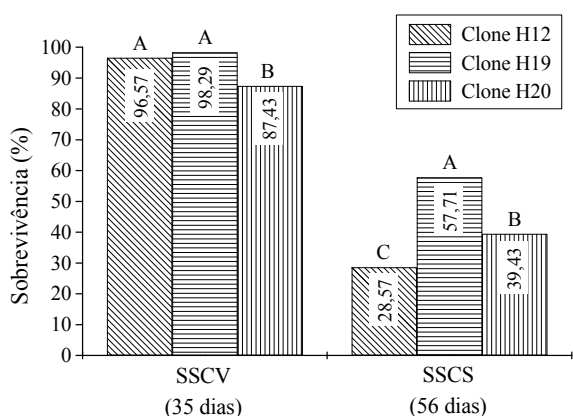 Clone H12
Clone H19
Clone H20
Sobrevivência (%)
100
90
80
70
60
50
40
30
20
10
0
A
A
B
96,57
98,29
87,43
C
A
B
28,57
57,71
39,43
SSCV
(35 dias)
SSCS
(56 dias)